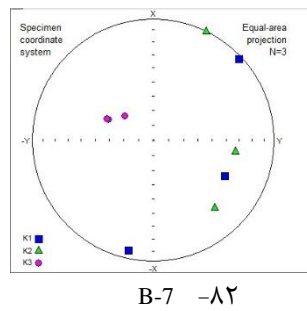 X
Specimen coordinate system
Equal-area projection
N=3
-Y
Y
K1
K2
K3
-X
B-7 -۸۲